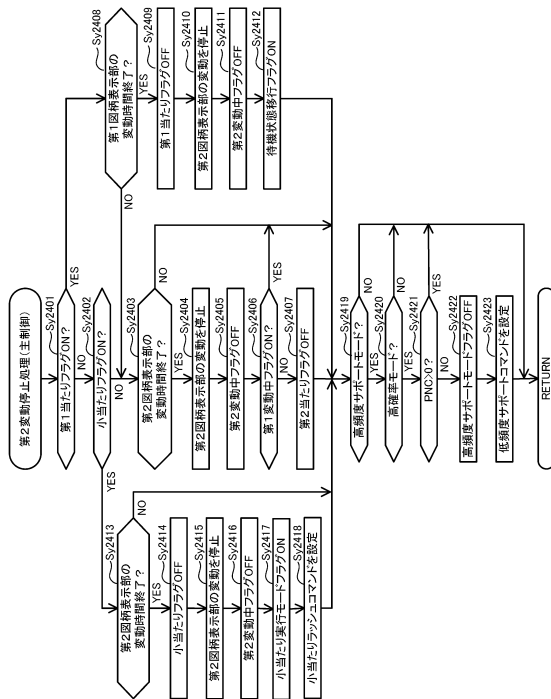 第2変動停止処理(主制御)
Sy2401
第1当たりフラグON?
YES
NO
Sy2402
小当たりフラグON?
YES
NO
Sy2403
第2図柄表示部の
変動時間終了?
NO
YES
Sy2404
第2図柄表示部の変動を停止
Sy2405
第2変動中フラグOFF
Sy2406
第1変動中フラグON?
YES
NO
Sy2407
第2当たりフラグOFF
Sy2408
第1図柄表示部の
変動時間終了?
NO
YES
Sy2409
第1当たりフラグOFF
Sy2410
第2図柄表示部の変動を停止
Sy2411
第2変動中フラグOFF
Sy2412
待機状態移行フラグON
Sy2413
第2図柄表示部の
変動時間終了?
NO
YES
Sy2414
小当たりフラグOFF
Sy2415
第2図柄表示部の変動を停止
Sy2416
第2変動中フラグOFF
Sy2417
小当たり実行モードフラグON
Sy2418
小当たりラッシュコマンドを設定
Sy2419
高頻度サポートモード?
NO
YES
Sy2420
高確率モード?
NO
YES
Sy2421
PNC>0?
YES
NO
Sy2422
高頻度サポートモードフラグOFF
Sy2423
低頻度サポートコマンドを設定
RETURN